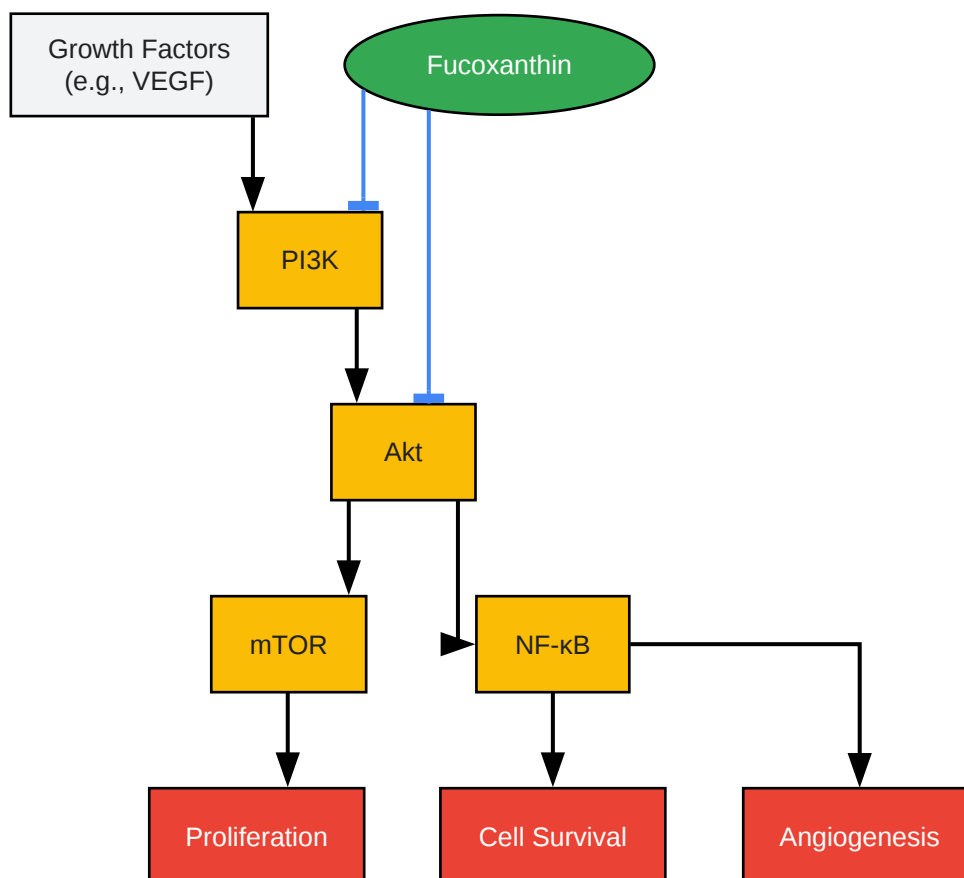 Growth Factors
(e.g., VEGF)
Fucoxanthin
PI3K
Akt
mTOR
NF-κB
Proliferation
Cell Survival
Angiogenesis